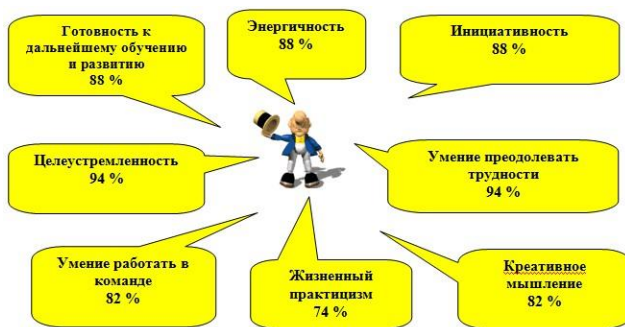 Готовность к
дальнейшему обучению
и развитию
88 %
Энергичность
88 %
Инициативность
88 %
Целеустремленность
94 %
Умение преодолевать
трудности
94 %
Умение работать в
команде
82 %
Жизненный
практицизм
74 %
Креативное
мышление
82 %